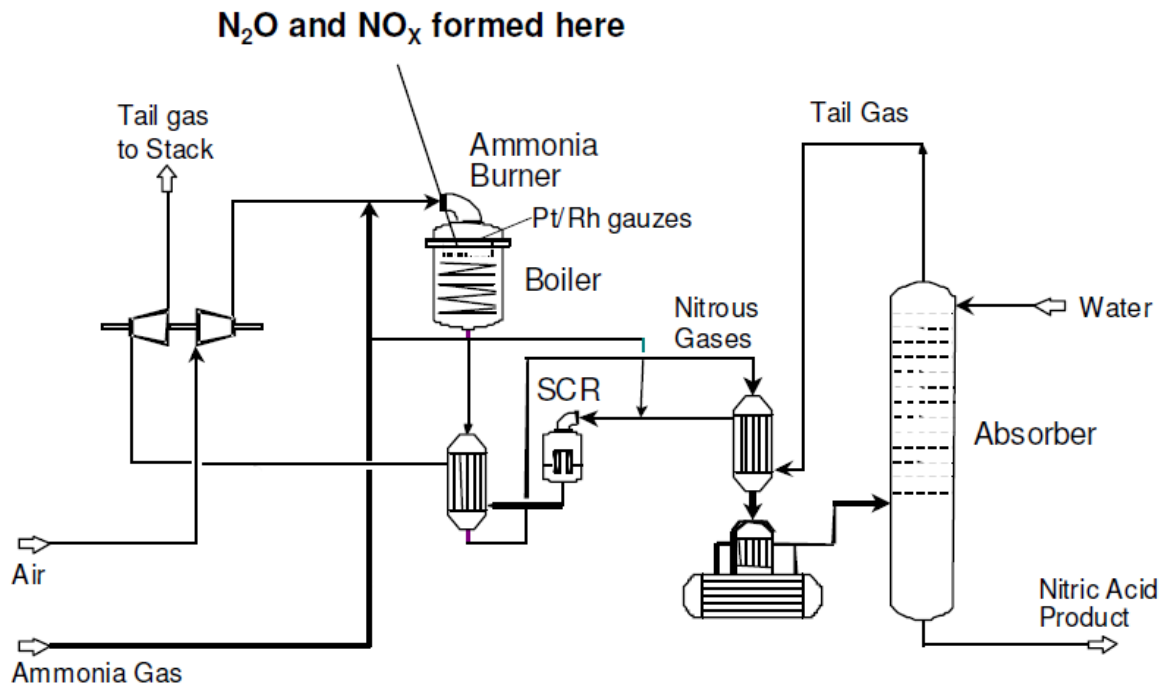 N₂O and NOₓ formed here
Tail gas
to Stack
Ammonia
Burner
Pt/Rh gauzes
Boiler
Tail Gas
Nitrous
Gases
Water
SCR
Absorber
Air
Ammonia Gas
Nitric Acid
Product